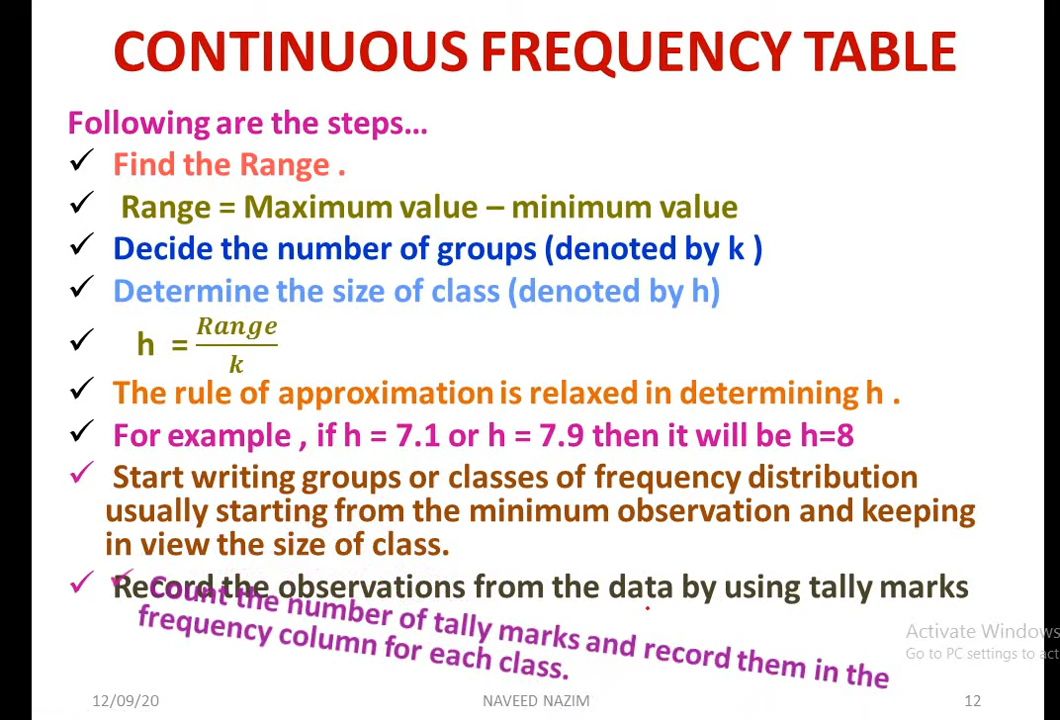 CONTINUOUS FREQUENCY TABLE
Following are the steps...
✓ Find the Range .
✓ Range = Maximum value – minimum value
✓ Decide the number of groups (denoted by k )
✓ Determine the size of class (denoted by h)
✓ h = Range/k
✓ The rule of approximation is relaxed in determining h .
✓ For example , if h = 7.1 or h = 7.9 then it will be h=8
✓ Start writing groups or classes of frequency distribution
usually starting from the minimum observation and keeping
in view the size of class.
✓ Record the observations from the data by using tally marks
✓ Count the number of tally marks and record them in the
frequency column for each class.
Activate Windows
Go to PC settings to act
12/09/20 NAVEED NAZIM 12